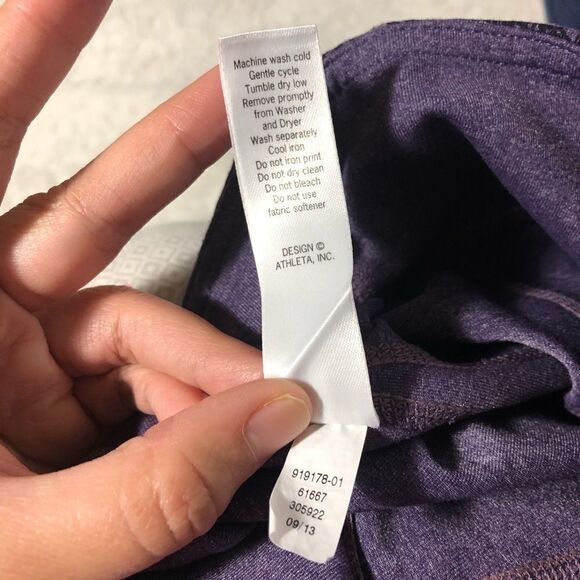 Machine wash cold
Gentle cycle
Tumble dry low
Remove promptly
from Washer
and Dryer
Wash separately
Cool iron
Do not iron print
Do not dry clean
Do not bleach
Do not use
fabric softener
DESIGN ©
ATHLETA, INC.
919178-01
61667
305922
09/13